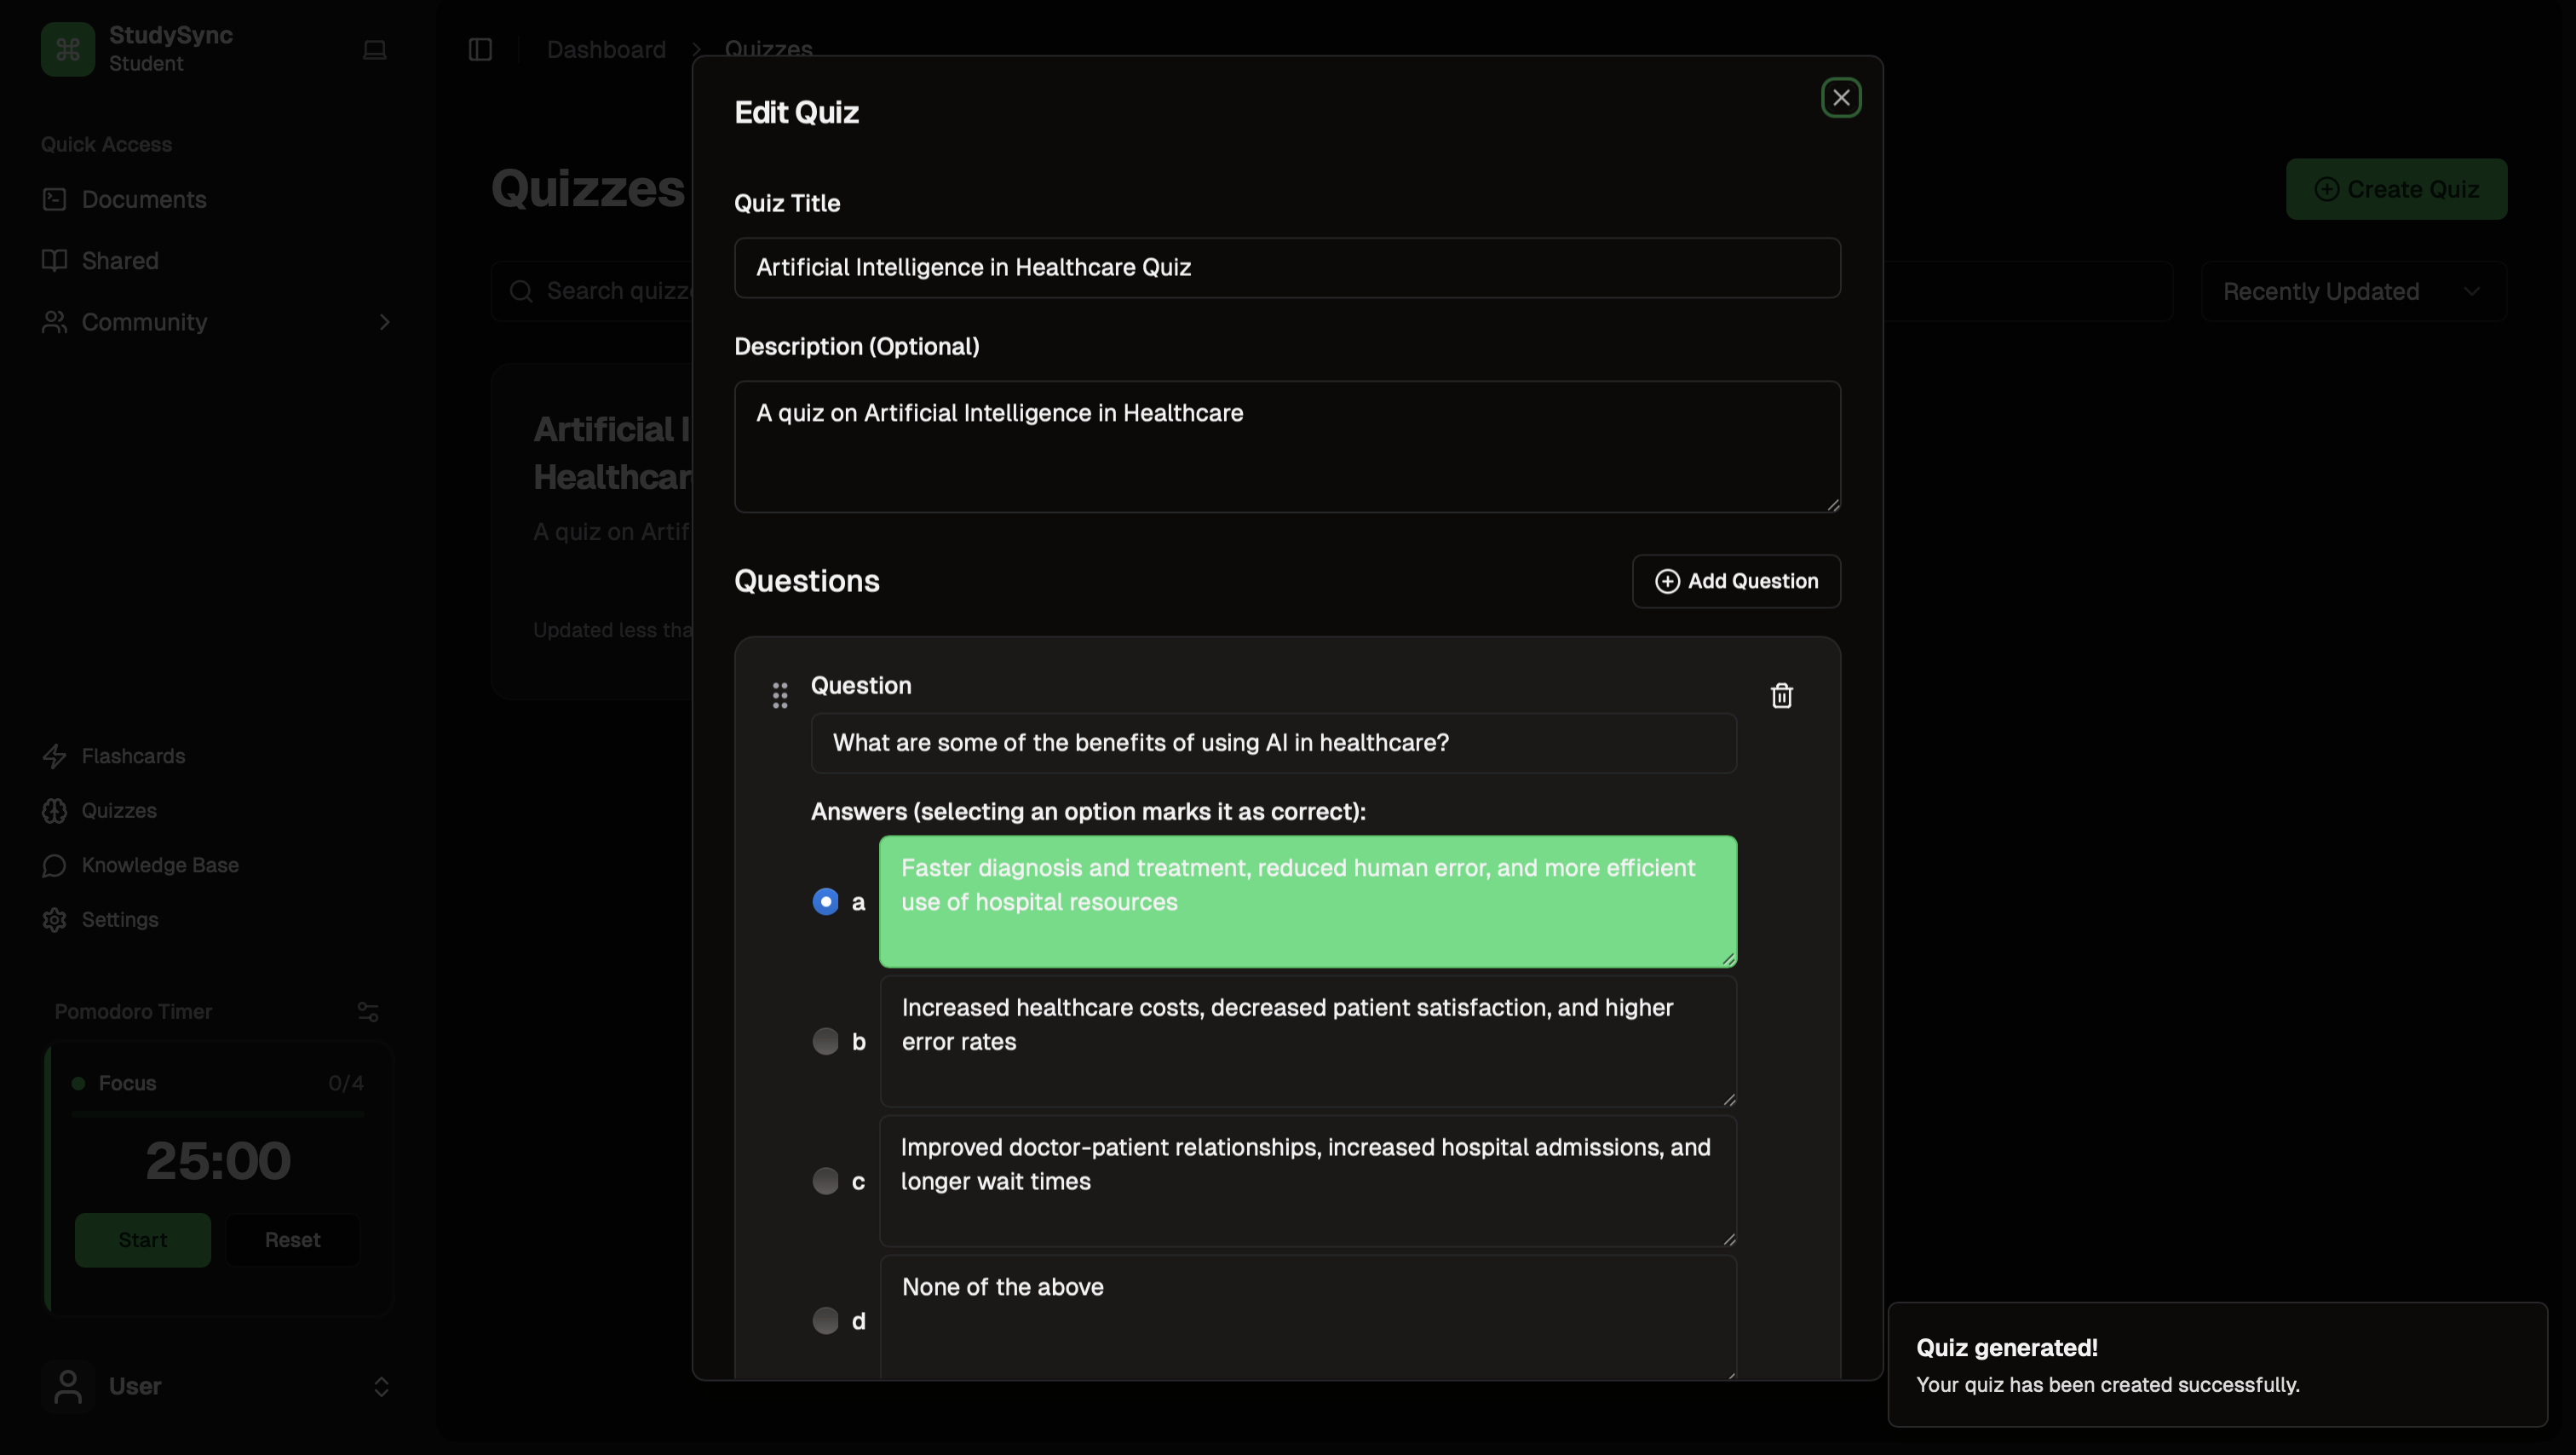 StudySync
Student
Quick Access
Documents
Shared
Community
Flashcards
Quizzes
Knowledge Base
Settings
Pomodoro Timer
Focus 0/4
25:00
Start Reset
User
Dashboard > Quizzes
Quizzes
Create Quiz
Search quizz
Recently Updated
Artificial I
Healthcar
A quiz on Artif
Updated less tha
Edit Quiz
Quiz Title
Artificial Intelligence in Healthcare Quiz
Description (Optional)
A quiz on Artificial Intelligence in Healthcare
Questions
Add Question
Question
What are some of the benefits of using AI in healthcare?
Answers (selecting an option marks it as correct):
a
Faster diagnosis and treatment, reduced human error, and more efficient
use of hospital resources
b
Increased healthcare costs, decreased patient satisfaction, and higher
error rates
c
Improved doctor-patient relationships, increased hospital admissions, and
longer wait times
d
None of the above
Quiz generated!
Your quiz has been created successfully.